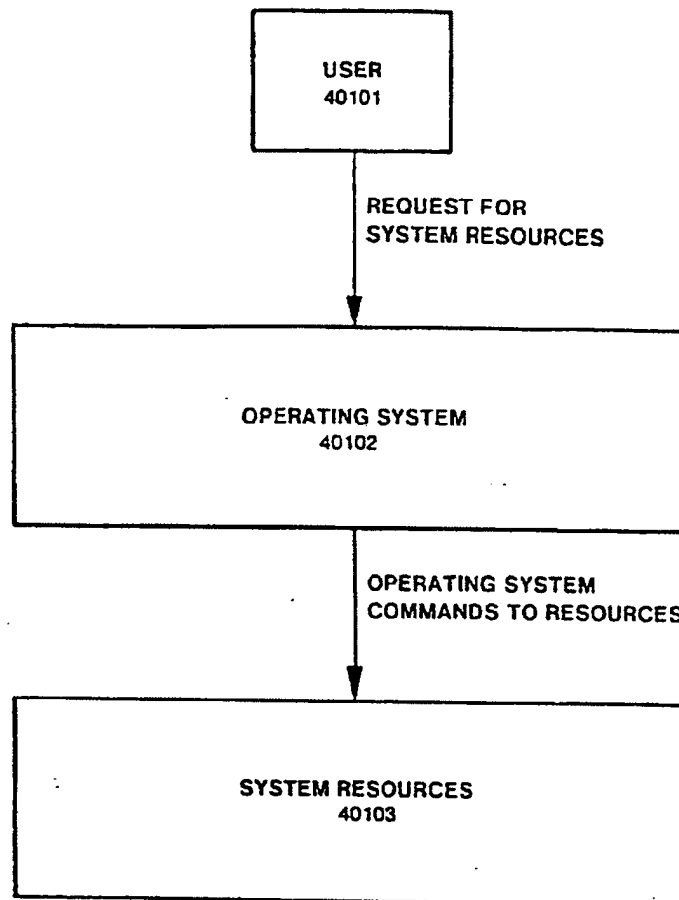 USER
40101
REQUEST FOR
SYSTEM RESOURCES
OPERATING SYSTEM
40102
OPERATING SYSTEM
COMMANDS TO RESOURCES
SYSTEM RESOURCES
40103